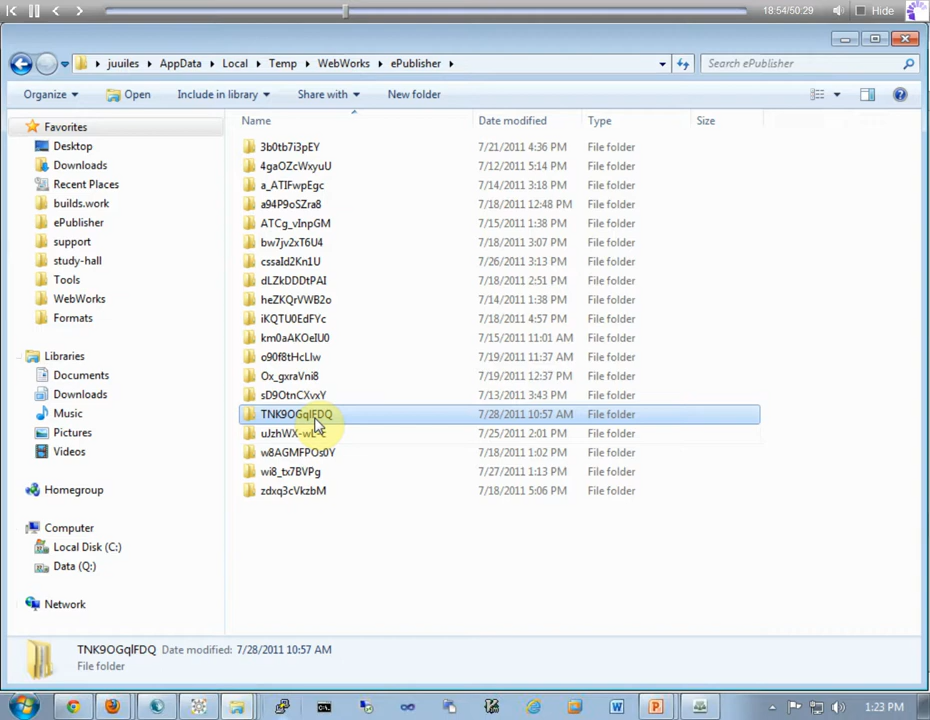 18:54/50:29 Hide
juuiles AppData Local Temp WebWorks ePublisher Search ePublisher
Organize Open Include in library Share with New folder
Name Date modified Type Size
Favorites
Desktop
Downloads
Recent Places
builds.work
ePublisher
support
study-hall
Tools
WebWorks
Formats
Libraries
Documents
Downloads
Music
Pictures
Videos
Homegroup
Computer
Local Disk (C:)
Data (Q:)
Network
3b0tb7i3pEY 7/21/2011 4:36 PM File folder
4gaOZcWxyuU 7/12/2011 5:14 PM File folder
a_ATIFwpEgc 7/14/2011 3:18 PM File folder
a94P9oSZra8 7/18/2011 12:48 PM File folder
ATCg_vInpGM 7/15/2011 1:38 PM File folder
bw7jv2xT6U4 7/18/2011 3:07 PM File folder
cssaId2Kn1U 7/26/2011 3:13 PM File folder
dLZkDDDtPAI 7/18/2011 2:51 PM File folder
heZKQrVWB2o 7/14/2011 1:38 PM File folder
iKQTU0EdFYc 7/18/2011 4:57 PM File folder
km0aAKOeIU0 7/15/2011 11:01 AM File folder
o90f8tHcLIw 7/19/2011 11:37 AM File folder
Ox_gxraVni8 7/19/2011 12:37 PM File folder
sD9OtnCXvxY 7/13/2011 3:43 PM File folder
TNK9OGqlFDQ 7/28/2011 10:57 AM File folder
7/25/2011 2:01 PM File folder
w8AGMFPOs0Y 7/18/2011 1:02 PM File folder
wi8_tx7BVPg 7/27/2011 1:13 PM File folder
zdxq3cVkzbM 7/18/2011 5:06 PM File folder
TNK9OGqlFDQ Date modified: 7/28/2011 10:57 AM
File folder
1:23 PM